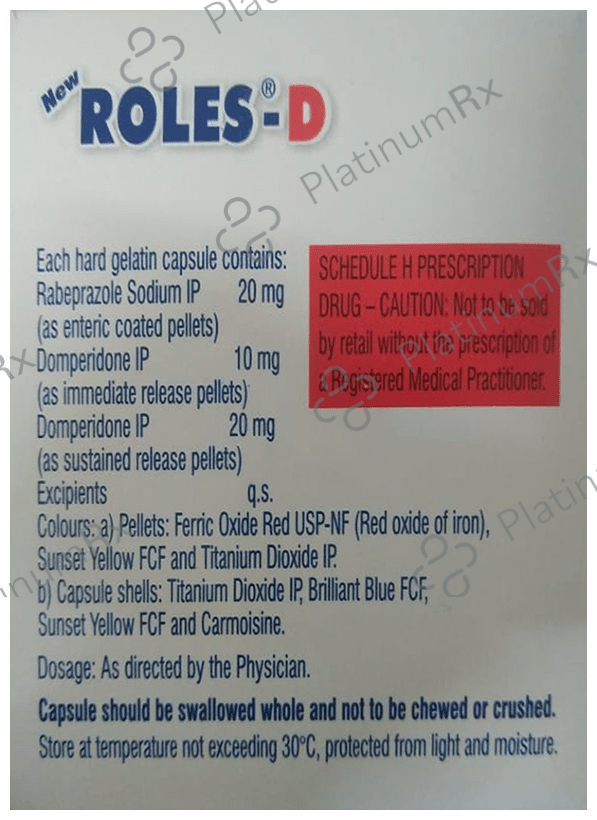 New
ROLES®-D
Each hard gelatin capsule contains:
Rabeprazole Sodium IP 20 mg
(as enteric coated pellets)
Domperidone IP 10 mg
(as immediate release pellets)
Domperidone IP 20 mg
(as sustained release pellets)
Excipients q.s.
Colours: a) Pellets: Ferric Oxide Red USP-NF (Red oxide of iron),
Sunset Yellow FCF and Titanium Dioxide IP.
b) Capsule shells: Titanium Dioxide IP, Brilliant Blue FCF,
Sunset Yellow FCF and Carmoisine.
Dosage: As directed by the Physician.
Capsule should be swallowed whole and not to be chewed or crushed.
Store at temperature not exceeding 30°C, protected from light and moisture.
SCHEDULE H PRESCRIPTION
DRUG – CAUTION: Not to be sold
by retail without the prescription of
a Registered Medical Practitioner.
PlatinumRx
PlatinumRx